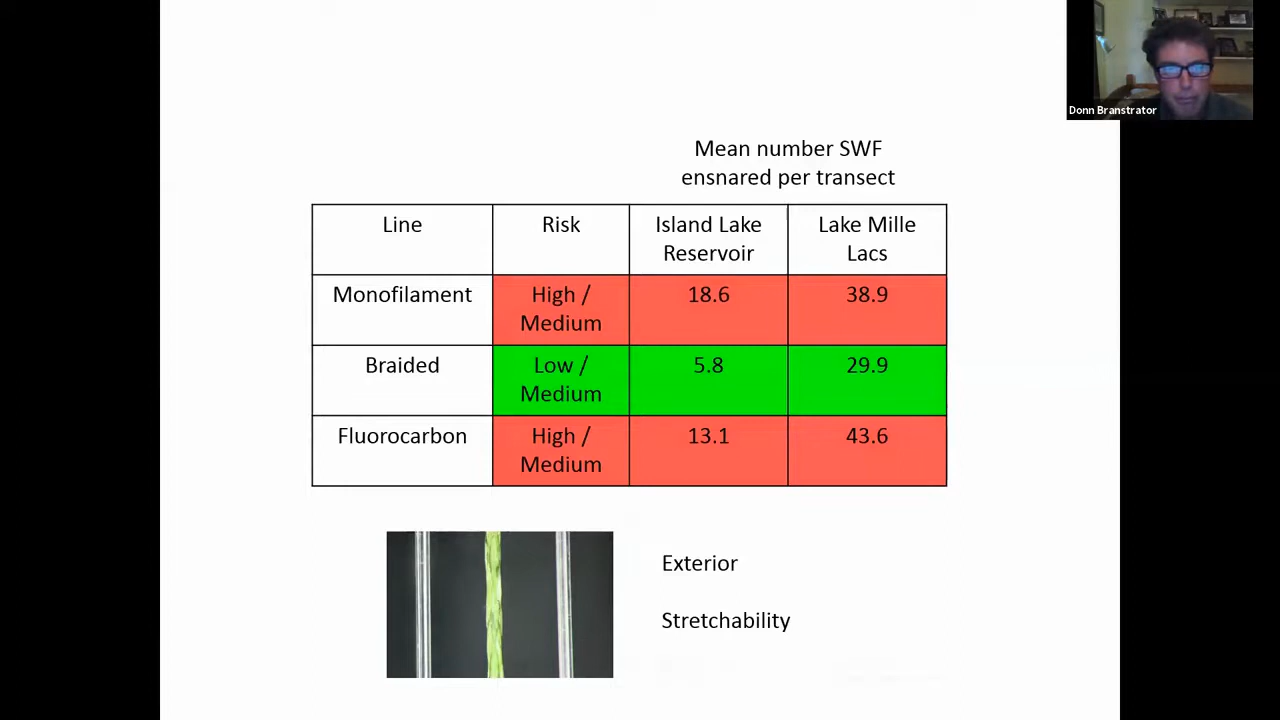 Donn Branstrator
Mean number SWF
ensnared per transect
Line
Risk
Island Lake
Reservoir
Lake Mille
Lacs
Monofilament
High /
Medium
18.6
38.9
Braided
Low /
Medium
5.8
29.9
Fluorocarbon
High /
Medium
13.1
43.6
Exterior
Stretchability